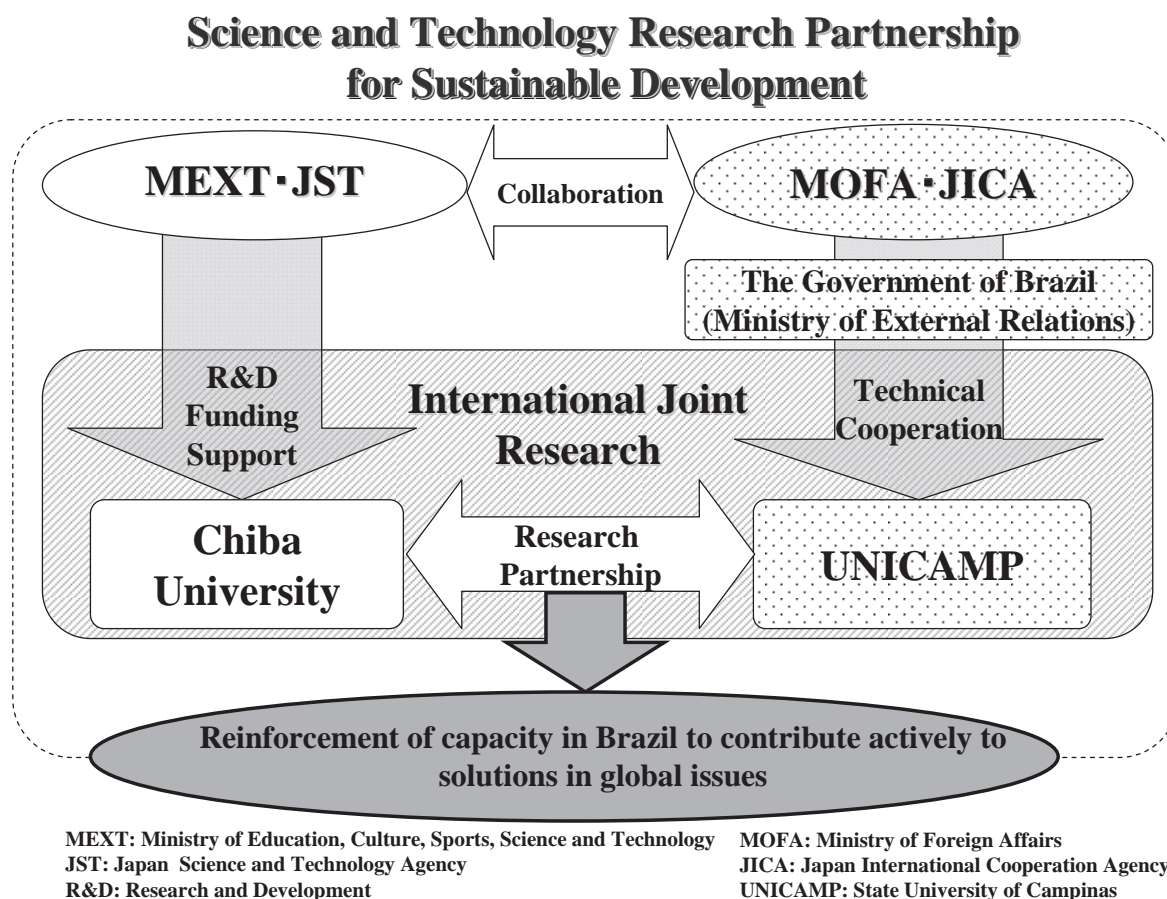 Science and Technology Research Partnership
for Sustainable Development
MEXT・JST
Collaboration
MOFA・JICA
The Government of Brazil
(Ministry of External Relations)
R&D
Funding
Support
International Joint
Research
Technical
Cooperation
Chiba
University
Research
Partnership
UNICAMP
Reinforcement of capacity in Brazil to contribute actively to
solutions in global issues
MEXT: Ministry of Education, Culture, Sports, Science and Technology
JST: Japan Science and Technology Agency
R&D: Research and Development
MOFA: Ministry of Foreign Affairs
JICA: Japan International Cooperation Agency
UNICAMP: State University of Campinas